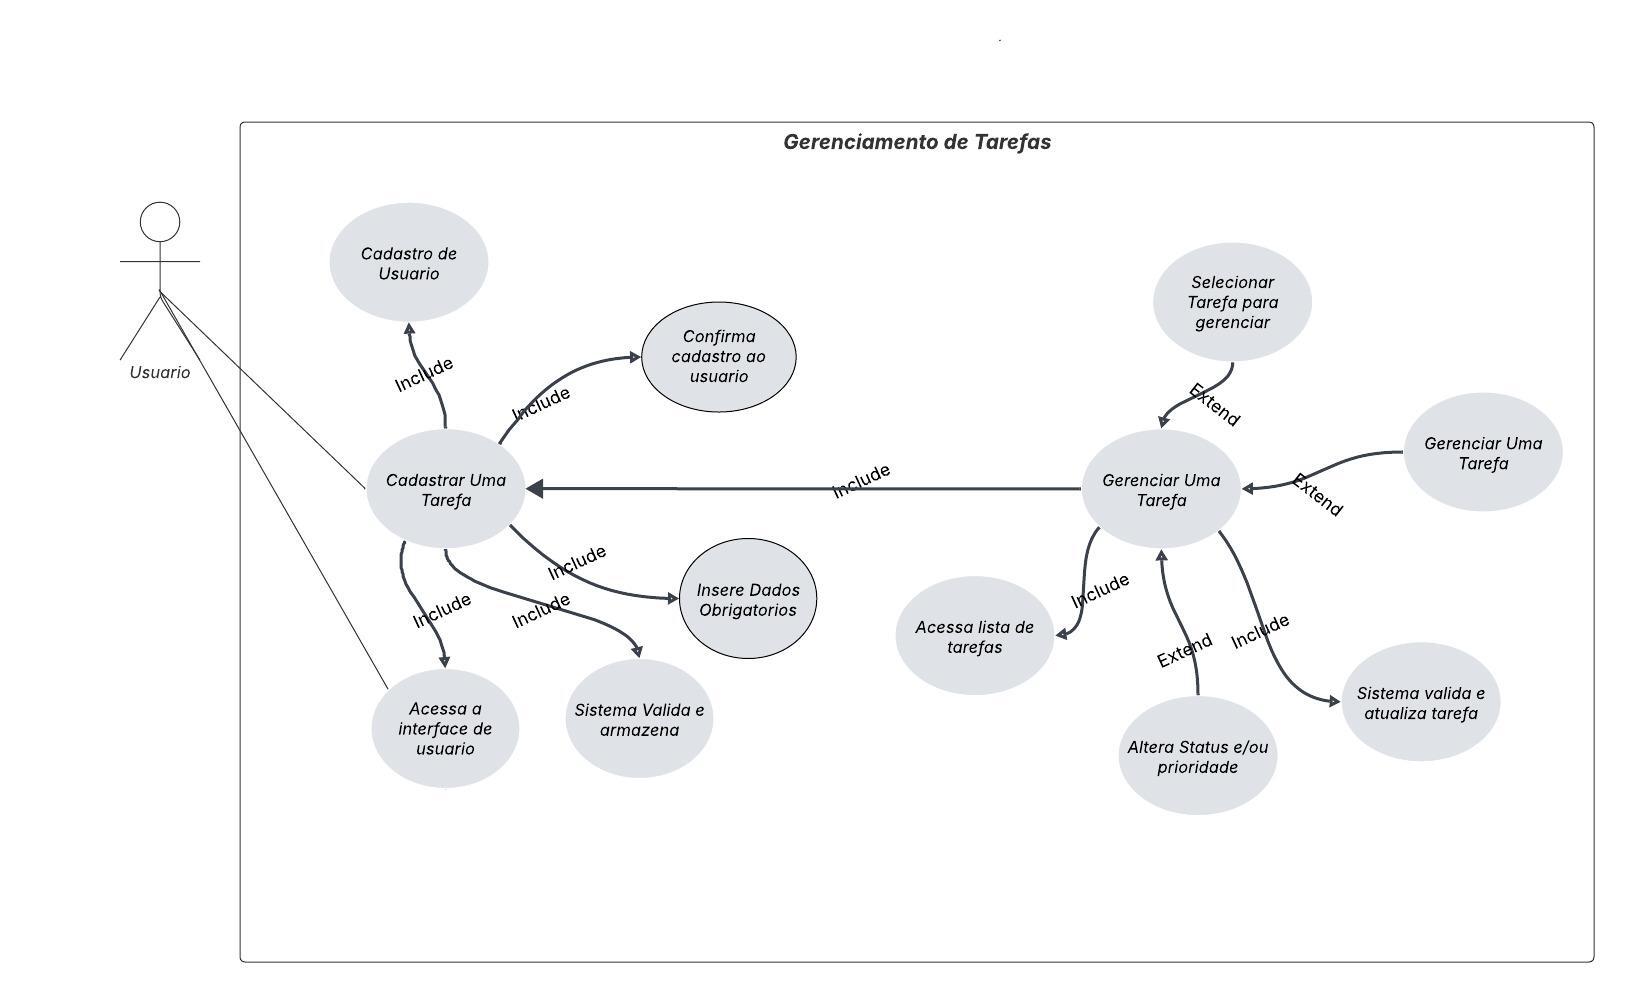 Gerenciamento de Tarefas
Usuario
Cadastro de
Usuario
Include
Confirma
cadastro ao
usuario
Include
Cadastrar Uma
Tarefa
Include
Insere Dados
Obrigatorios
Include
Sistema Valida e
armazena
Include
Acessa a
interface de
usuario
Include
Selecionar
Tarefa para
gerenciar
Extend
Gerenciar Uma
Tarefa
Extend
Gerenciar Uma
Tarefa
Include
Acessa lista de
tarefas
Extend
Altera Status e/ou
prioridade
Include
Sistema valida e
atualiza tarefa